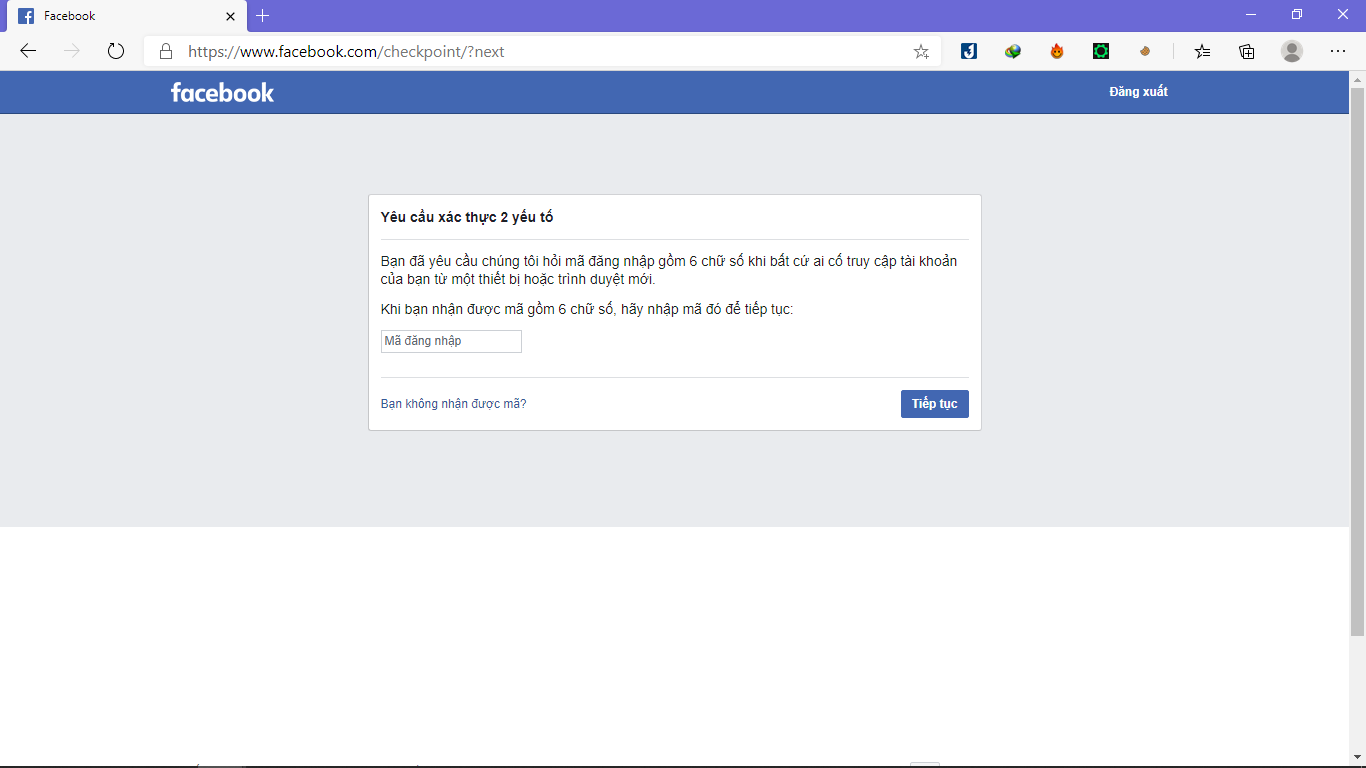 Facebook
https://www.facebook.com/checkpoint/?next
facebook
Đăng xuất
Yêu cầu xác thực 2 yếu tố
Bạn đã yêu cầu chúng tôi hỏi mã đăng nhập gồm 6 chữ số khi bất cứ ai cố truy cập tài khoản
của bạn từ một thiết bị hoặc trình duyệt mới.
Khi bạn nhận được mã gồm 6 chữ số, hãy nhập mã đó để tiếp tục:
Mã đăng nhập
Bạn không nhận được mã?
Tiếp tục